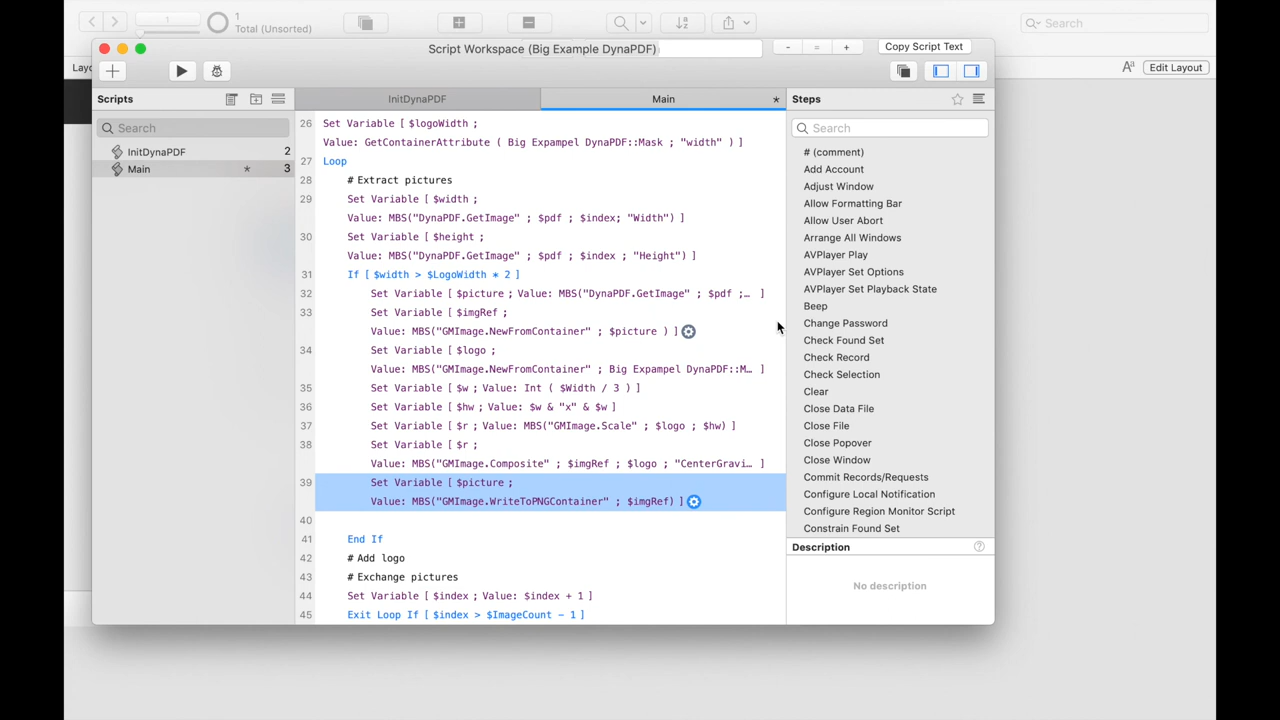 1
1
Total (Unsorted)
Search
Script Workspace (Big Example DynaPDF)
-
=
+
Copy Script Text
Layo
Edit Layout
Scripts
InitDynaPDF
Main
*
Steps
Search
Search
InitDynaPDF 2
Main * 3
26 Set Variable [ $logoWidth ;
Value: GetContainerAttribute ( Big Expampel DynaPDF::Mask ; "width" ) ]
27 Loop
28 # Extract pictures
29 Set Variable [ $width ;
Value: MBS("DynaPDF.GetImage" ; $pdf ; $index; "Width") ]
30 Set Variable [ $height ;
Value: MBS("DynaPDF.GetImage" ; $pdf ; $index ; "Height") ]
31 If [ $width > $LogoWidth * 2 ]
32 Set Variable [ $picture ; Value: MBS("DynaPDF.GetImage" ; $pdf ;… ]
33 Set Variable [ $imgRef ;
Value: MBS("GMImage.NewFromContainer" ; $picture ) ]
34 Set Variable [ $logo ;
Value: MBS("GMImage.NewFromContainer" ; Big Expampel DynaPDF::M… ]
35 Set Variable [ $w ; Value: Int ( $Width / 3 ) ]
36 Set Variable [ $hw ; Value: $w & "x" & $w ]
37 Set Variable [ $r ; Value: MBS("GMImage.Scale" ; $logo ; $hw) ]
38 Set Variable [ $r ;
Value: MBS("GMImage.Composite" ; $imgRef ; $logo ; "CenterGravi… ]
39 Set Variable [ $picture ;
Value: MBS("GMImage.WriteToPNGContainer" ; $imgRef) ]
40
41 End If
42 # Add logo
43 # Exchange pictures
44 Set Variable [ $index ; Value: $index + 1 ]
45 Exit Loop If [ $index > $ImageCount - 1 ]
# (comment)
Add Account
Adjust Window
Allow Formatting Bar
Allow User Abort
Arrange All Windows
AVPlayer Play
AVPlayer Set Options
AVPlayer Set Playback State
Beep
Change Password
Check Found Set
Check Record
Check Selection
Clear
Close Data File
Close File
Close Popover
Close Window
Commit Records/Requests
Configure Local Notification
Configure Region Monitor Script
Constrain Found Set
Description
No description